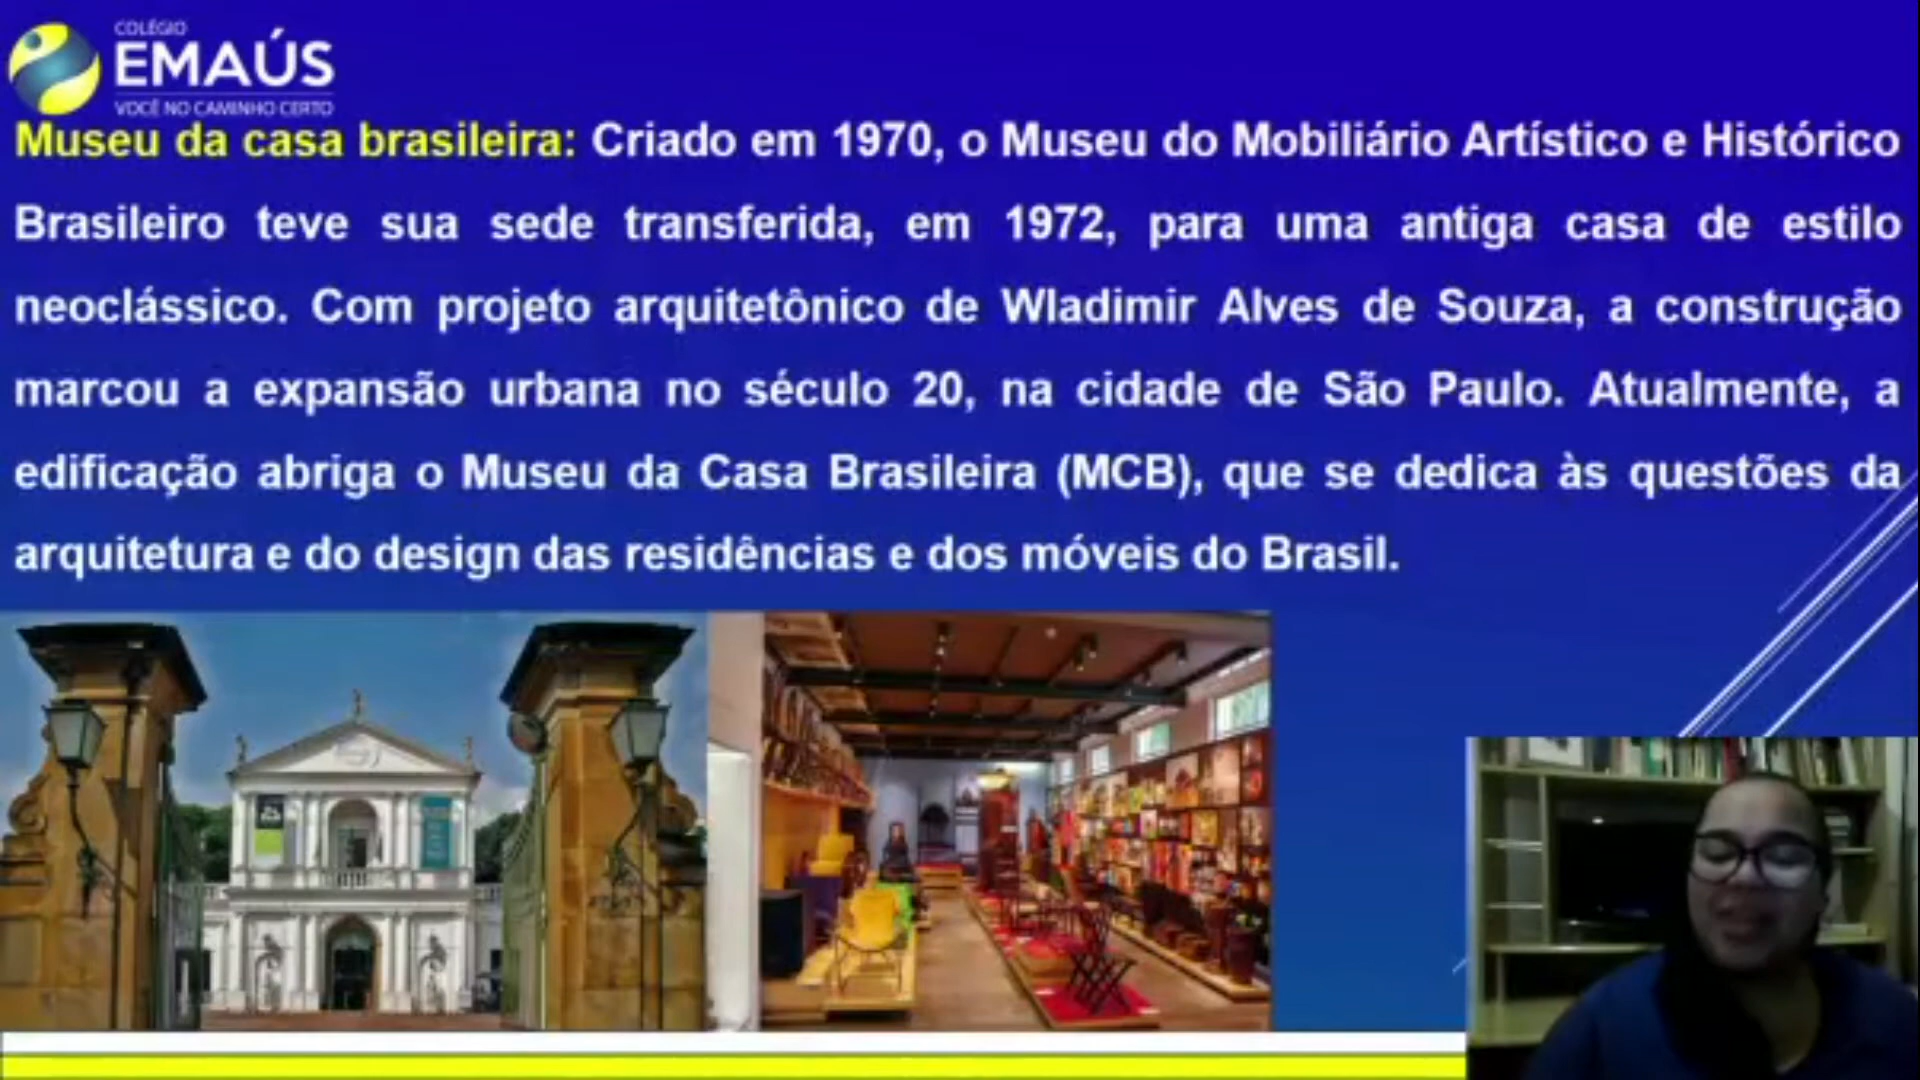 COLÉGIO
EMAÚS
VOCÊ NO CAMINHO CERTO
Museu da casa brasileira: Criado em 1970, o Museu do Mobiliário Artístico e Histórico
Brasileiro teve sua sede transferida, em 1972, para uma antiga casa de estilo
neoclássico. Com projeto arquitetônico de Wladimir Alves de Souza, a construção
marcou a expansão urbana no século 20, na cidade de São Paulo. Atualmente, a
edificação abriga o Museu da Casa Brasileira (MCB), que se dedica às questões da
arquitetura e do design das residências e dos móveis do Brasil.